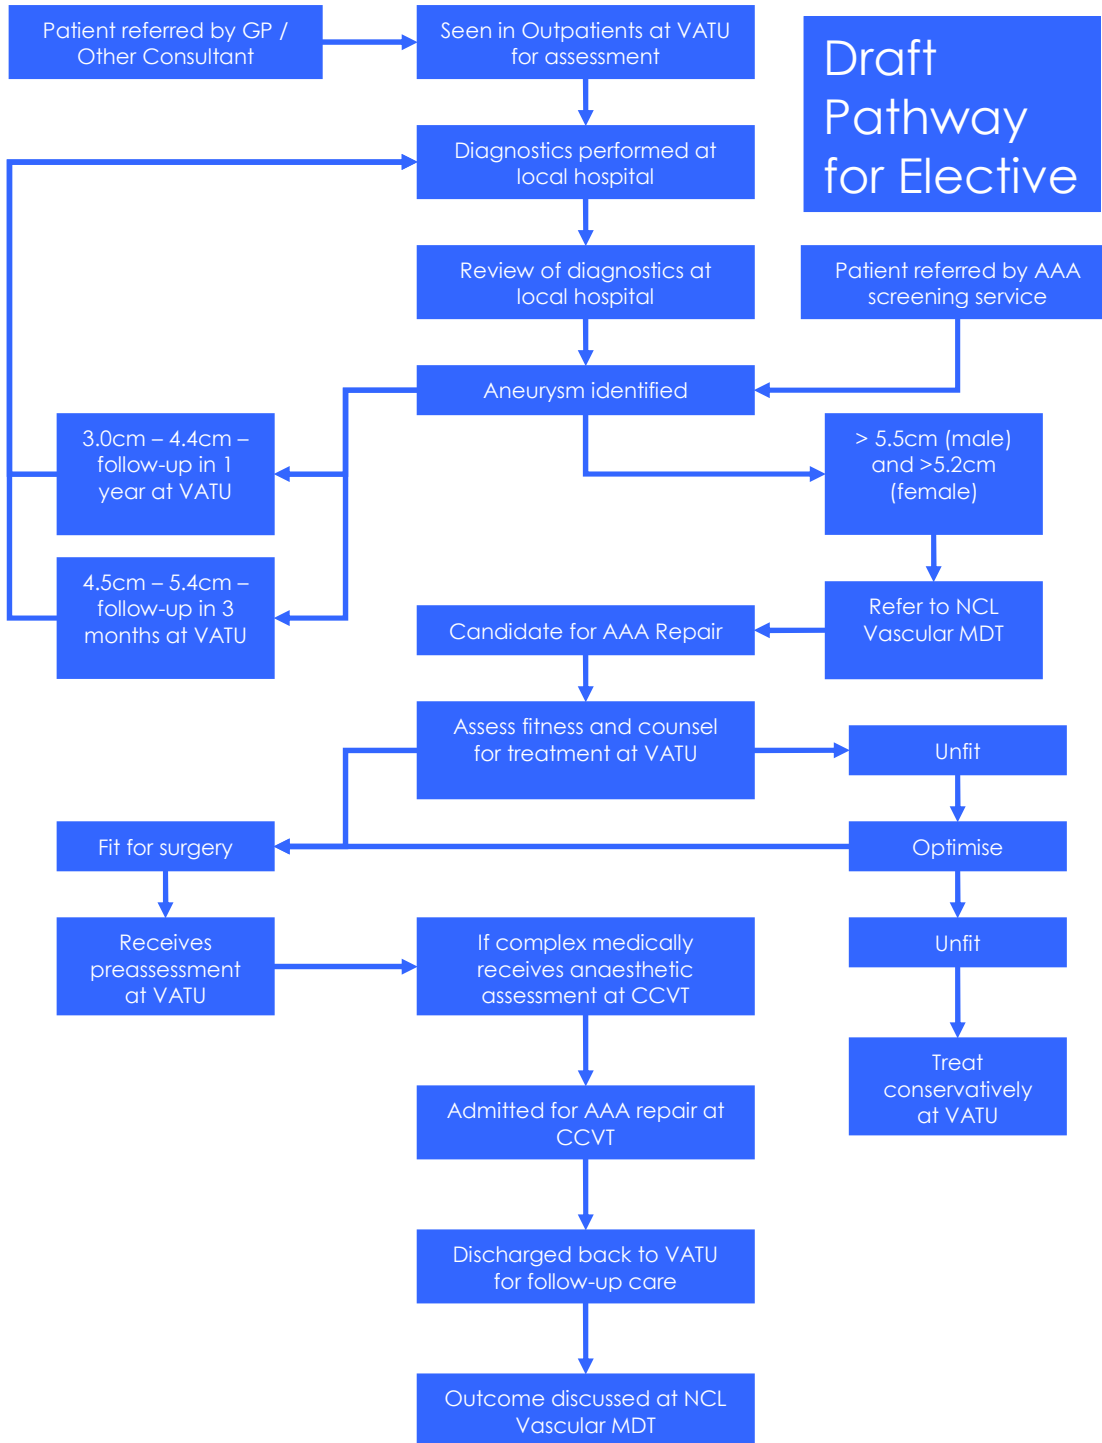 Patient referred by GP /
Other Consultant
Seen in Outpatients at VATU
for assessment
Draft
Pathway
for Elective
Diagnostics performed at
local hospital
Review of diagnostics at
local hospital
Patient referred by AAA
screening service
Aneurysm identified
3.0cm – 4.4cm –
follow-up in 1
year at VATU
> 5.5cm (male)
and >5.2cm
(female)
4.5cm – 5.4cm –
follow-up in 3
months at VATU
Candidate for AAA Repair
Refer to NCL
Vascular MDT
Assess fitness and counsel
for treatment at VATU
Unfit
Fit for surgery
Optimise
Receives
preassessment
at VATU
If complex medically
receives anaesthetic
assessment at CCVT
Unfit
Treat
conservatively
at VATU
Admitted for AAA repair at
CCVT
Discharged back to VATU
for follow-up care
Outcome discussed at NCL
Vascular MDT